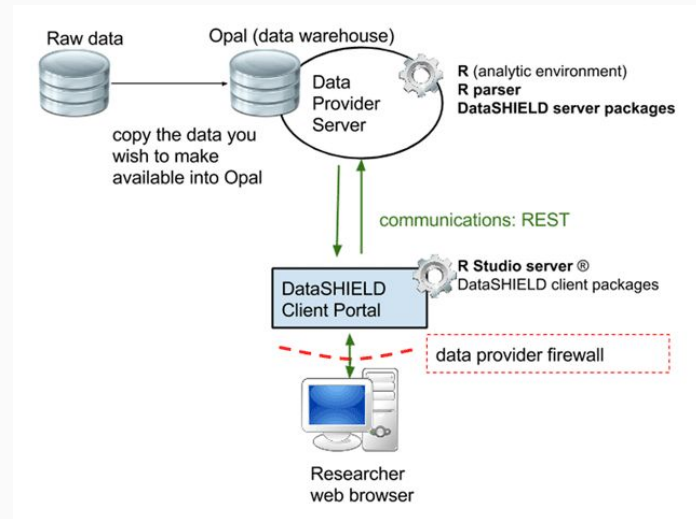 Raw data
Opal (data warehouse)
Data
Provider
Server
R (analytic environment)
R parser
DataSHIELD server packages
copy the data you
wish to make
available into Opal
communications: REST
R Studio server ®
DataSHIELD client packages
DataSHIELD
Client Portal
data provider firewall
Researcher
web browser